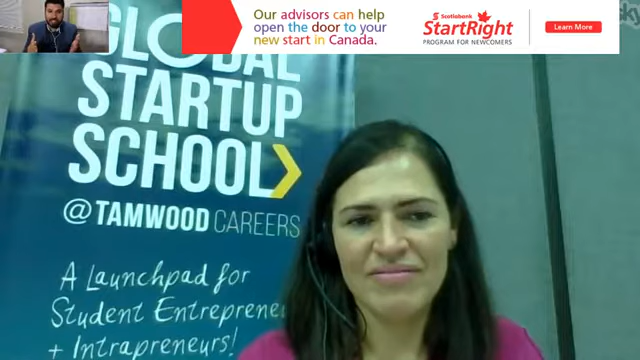 Our advisors can help
open the door to your
new start in Canada.
Scotiabank
StartRight
PROGRAM FOR NEWCOMERS
Learn More
GLOBAL
STARTUP
SCHOOL
@TAMWOOD CAREERS
A Launchpad for
Student Entreprene
+ Intrapreneurs!